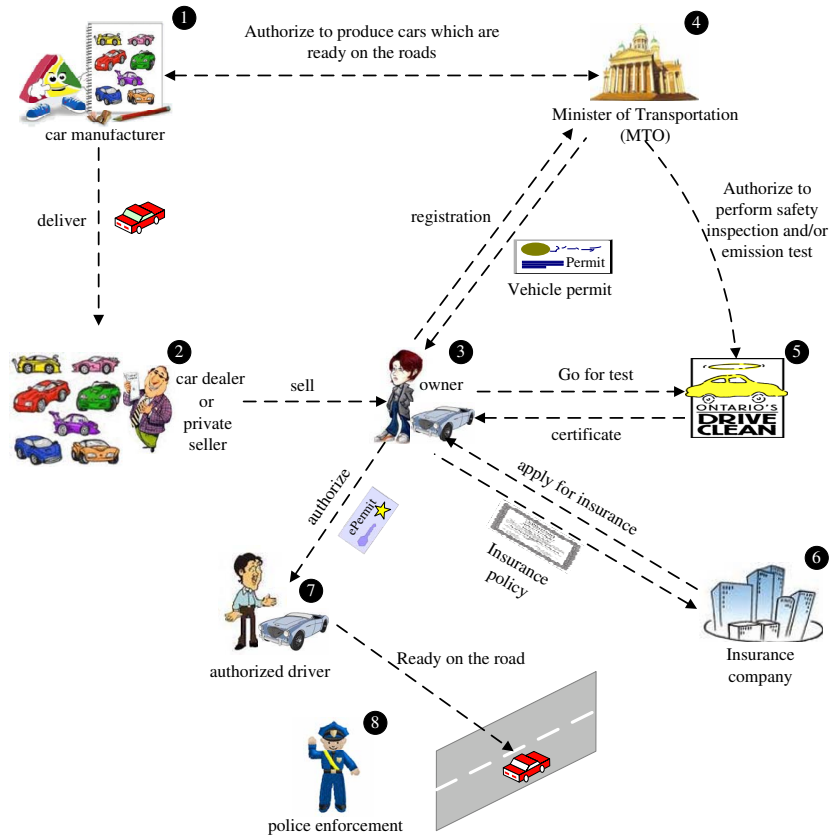 1
Authorize to produce cars which are
ready on the roads
4
car manufacturer
Minister of Transportation
(MTO)
deliver
registration
Authorize to
perform safety
inspection and/or
emission test
Permit
Vehicle permit
2
car dealer
or
private
seller
sell
3
owner
Go for test
certificate
5
ONTARIO'S
DRIVE
CLEAN
authorize
ePermit
apply for insurance
Insurance
policy
6
Insurance
company
7
authorized driver
Ready on the road
8
police enforcement